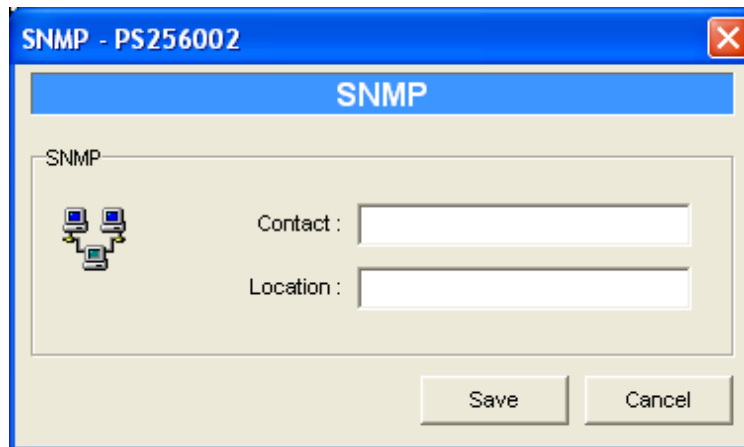 SNMP - PS256002
SNMP
SNMP
Contact :
Location :
Save Cancel